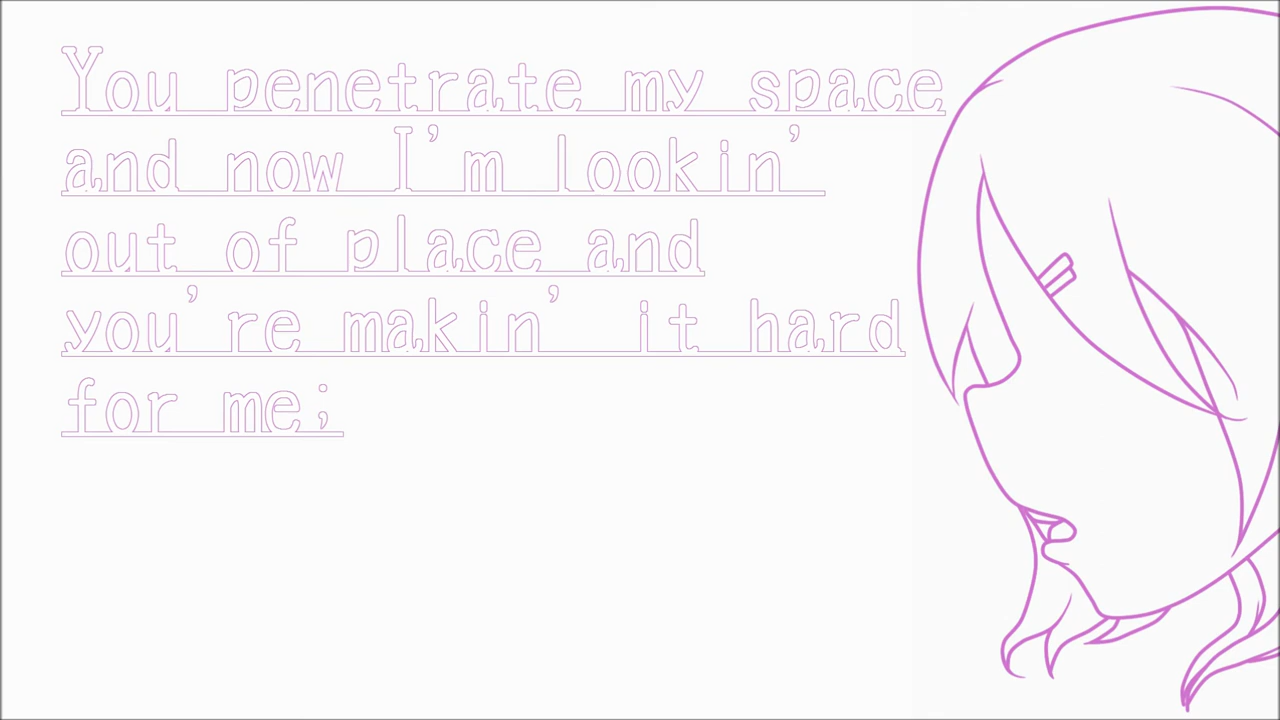 You penetrate my space
and now I'm lookin'
out of place and
you're makin' it hard
for me;